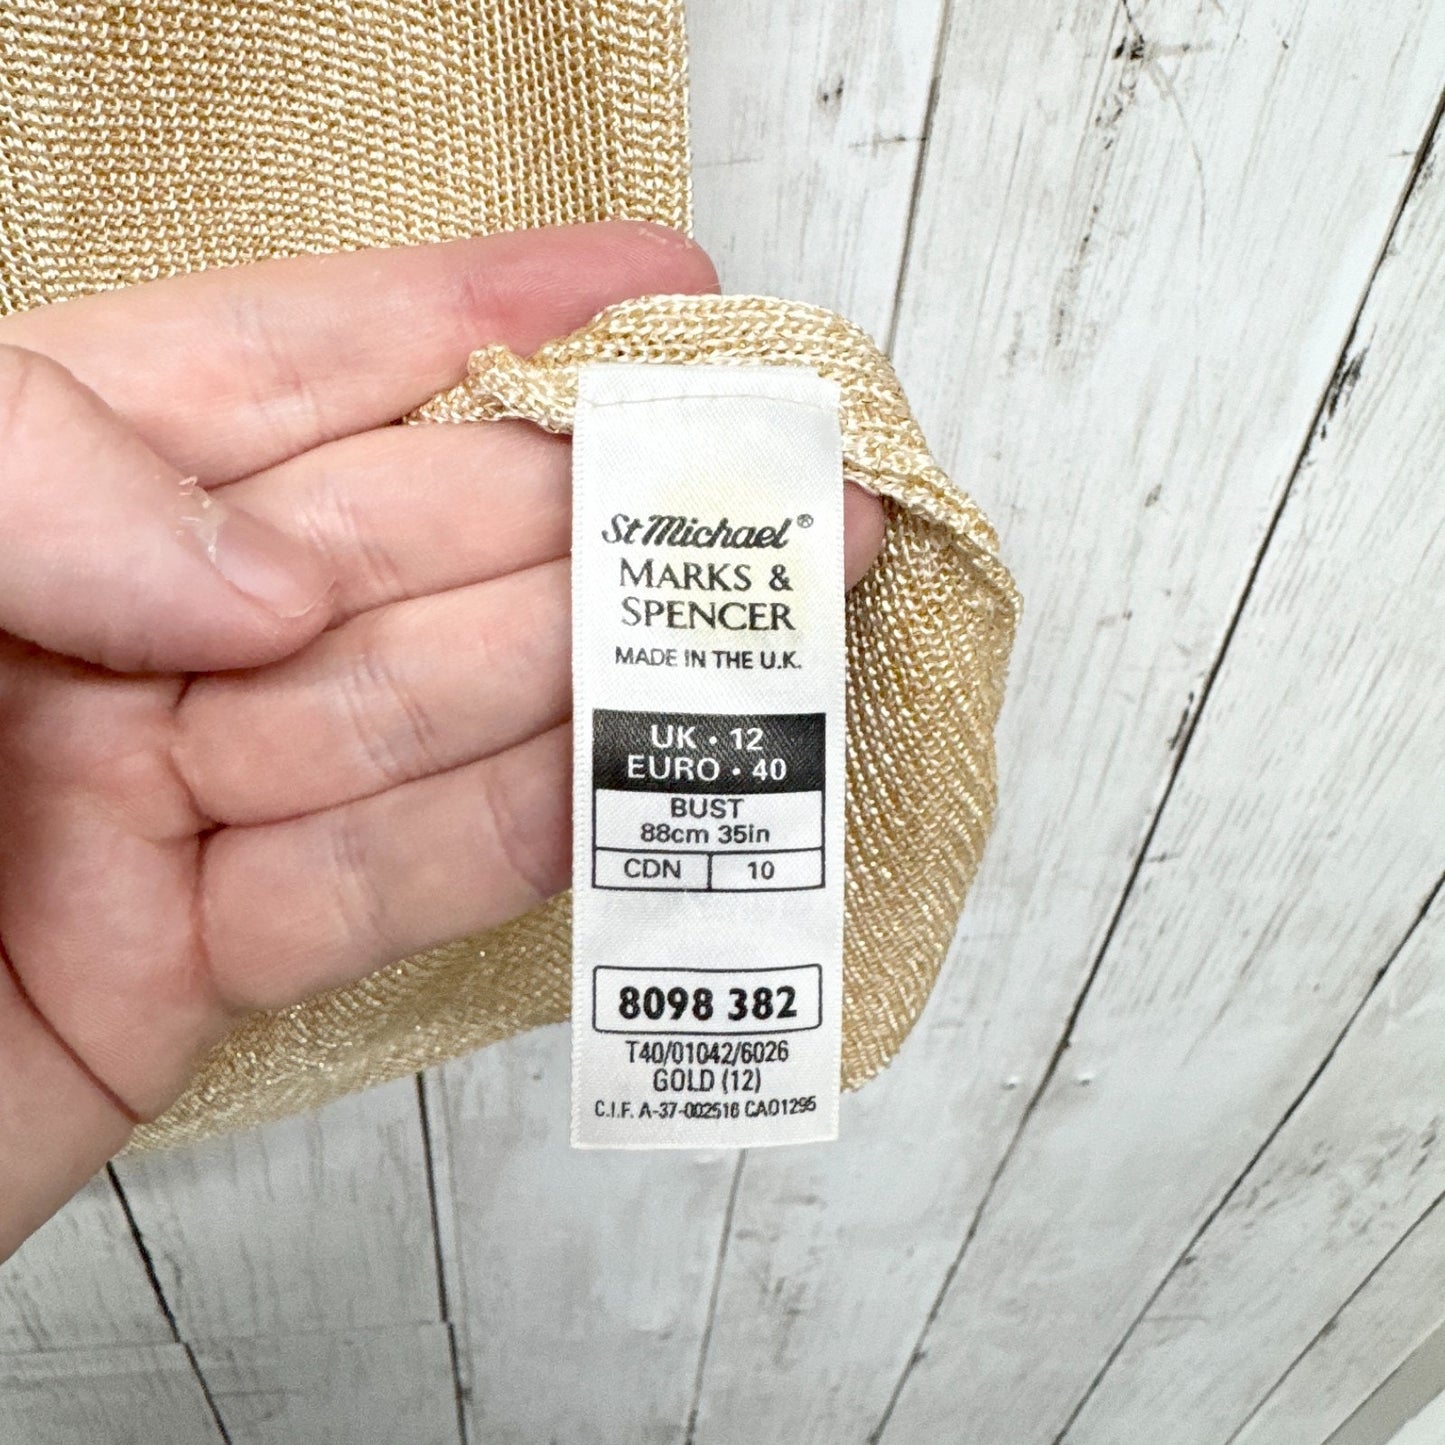 St Michael®
MARKS &
SPENCER
MADE IN THE U.K.
UK · 12
EURO · 40
BUST
88cm 35in
CDN 10
8098 382
T40/01042/6026
GOLD (12)
C.I.F. A-37-002516 CA01295